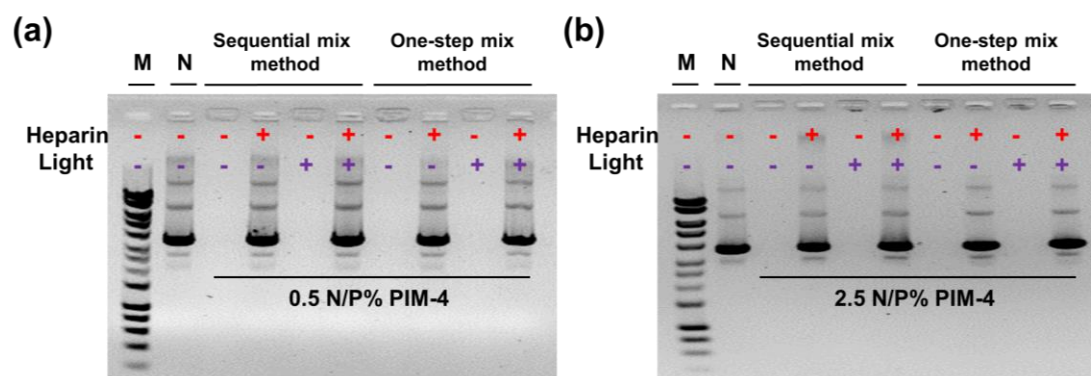 (a)
Sequential mix method
One-step mix method
M N
Heparin - - - + - + - + - +
Light - - - - + + - - + +
0.5 N/P% PIM-4
(b)
Sequential mix method
One-step mix method
M N
Heparin - - - + - + - + - +
Light - - - - + + - - + +
2.5 N/P% PIM-4